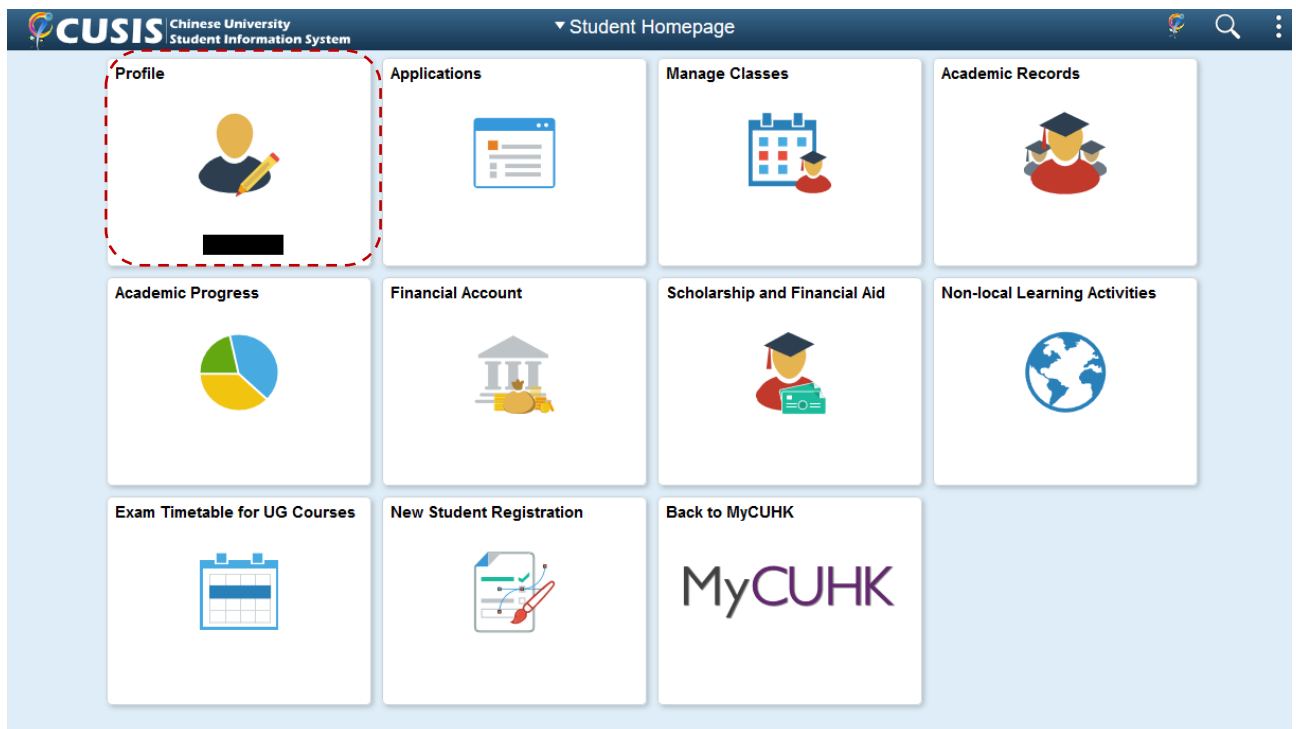 CUSIS Chinese University
Student Information System
▼ Student Homepage
Profile
Applications
Manage Classes
Academic Records
Academic Progress
Financial Account
Scholarship and Financial Aid
Non-local Learning Activities
Exam Timetable for UG Courses
New Student Registration
Back to MyCUHK
MyCUHK